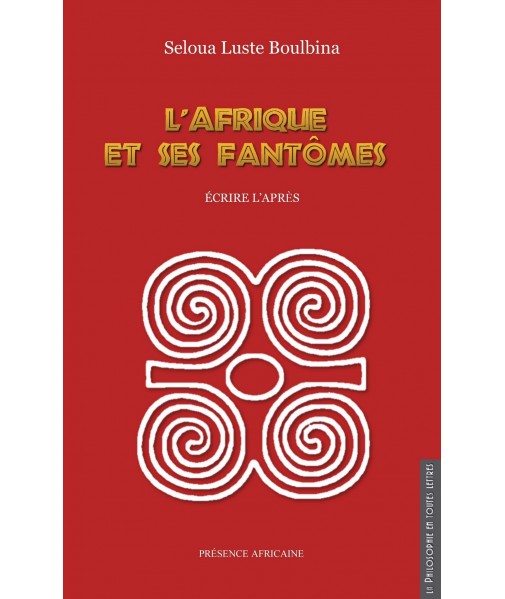 Seloua Luste Boulbina
L'AFRIQUE
ET SES FANTÔMES
ÉCRIRE L'APRÈS
LA PHILOSOPHIE EN TOUTES LETTRES
PRÉSENCE AFRICAINE